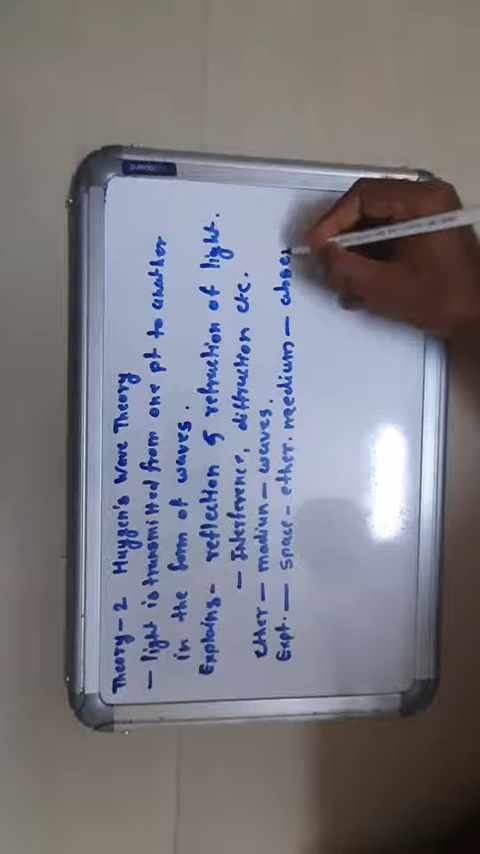 Theory-2 Huygen's Wave Theory
- light is transmitted from one pt to another
in the form of waves.
Explains- reflection & refraction of light.
- Interference, diffraction etc.
ether - medium - waves.
Expt. - space - ether. medium - abse